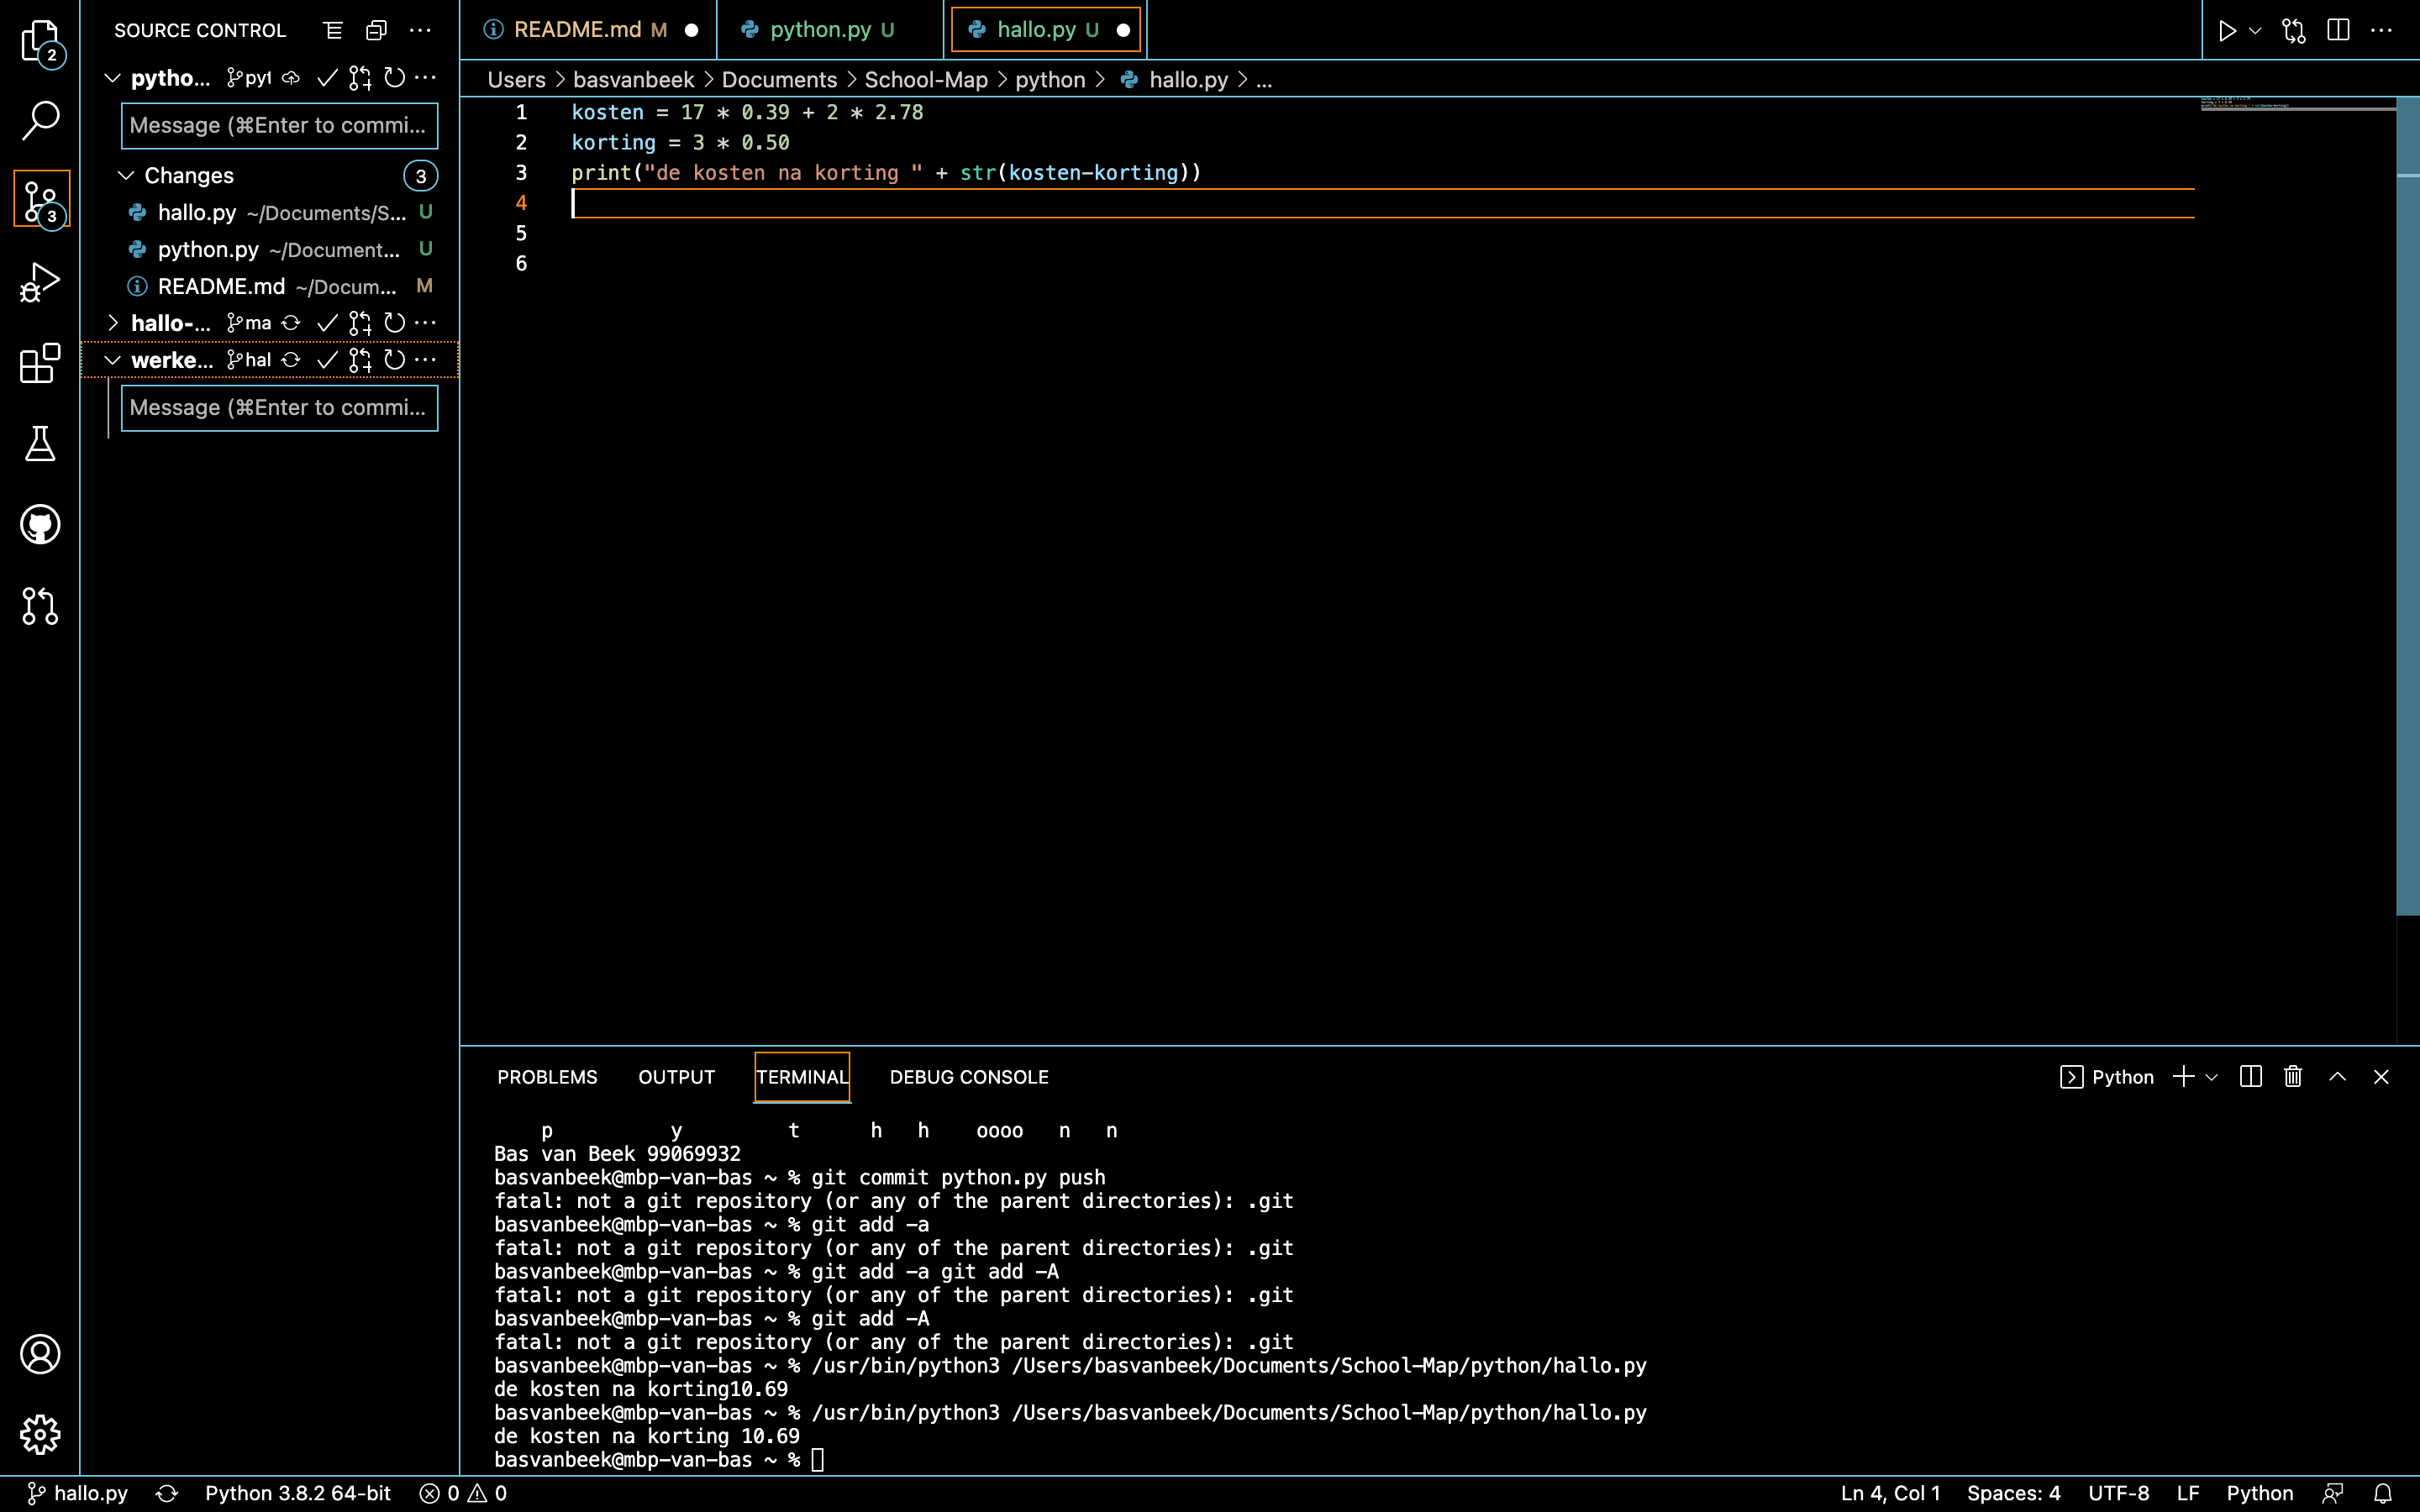 SOURCE CONTROL
2
3
pytho... pyt
Message (⌘Enter to commi...
Changes 3
hallo.py ~/Documents/S... U
python.py ~/Document... U
README.md ~/Docum... M
hallo-... ma
werke... hal
Message (⌘Enter to commi...
README.md M
python.py U
hallo.py U
Users > basvanbeek > Documents > School-Map > python > hallo.py > ...
1 kosten = 17 * 0.39 + 2 * 2.78
2 korting = 3 * 0.50
3 print("de kosten na korting " + str(kosten-korting))
4
5
6
PROBLEMS OUTPUT TERMINAL DEBUG CONSOLE
Python
p y t h h oooo n n
Bas van Beek 99069932
basvanbeek@mbp-van-bas ~ % git commit python.py push
fatal: not a git repository (or any of the parent directories): .git
basvanbeek@mbp-van-bas ~ % git add -a
fatal: not a git repository (or any of the parent directories): .git
basvanbeek@mbp-van-bas ~ % git add -a git add -A
fatal: not a git repository (or any of the parent directories): .git
basvanbeek@mbp-van-bas ~ % git add -A
fatal: not a git repository (or any of the parent directories): .git
basvanbeek@mbp-van-bas ~ % /usr/bin/python3 /Users/basvanbeek/Documents/School-Map/python/hallo.py
de kosten na korting10.69
basvanbeek@mbp-van-bas ~ % /usr/bin/python3 /Users/basvanbeek/Documents/School-Map/python/hallo.py
de kosten na korting 10.69
basvanbeek@mbp-van-bas ~ %
hallo.py Python 3.8.2 64-bit 0 0 Ln 4, Col 1 Spaces: 4 UTF-8 LF Python